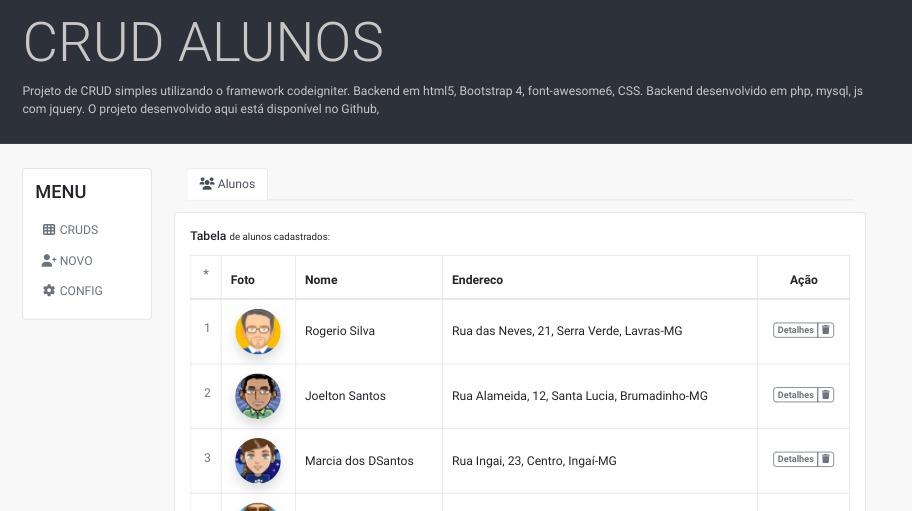 CRUD ALUNOS
Projeto de CRUD simples utilizando o framework codeigniter. Backend em html5, Bootstrap 4, font-awesome6, CSS. Backend desenvolvido em php, mysql, js
com jquery. O projeto desenvolvido aqui está disponível no Github,
MENU
CRUDS
NOVO
CONFIG
Alunos
Tabela de alunos cadastrados:
* Foto Nome Endereco Ação
1 Rogerio Silva Rua das Neves, 21, Serra Verde, Lavras-MG Detalhes
2 Joelton Santos Rua Alameida, 12, Santa Lucia, Brumadinho-MG Detalhes
3 Marcia dos DSantos Rua Ingai, 23, Centro, Ingaí-MG Detalhes